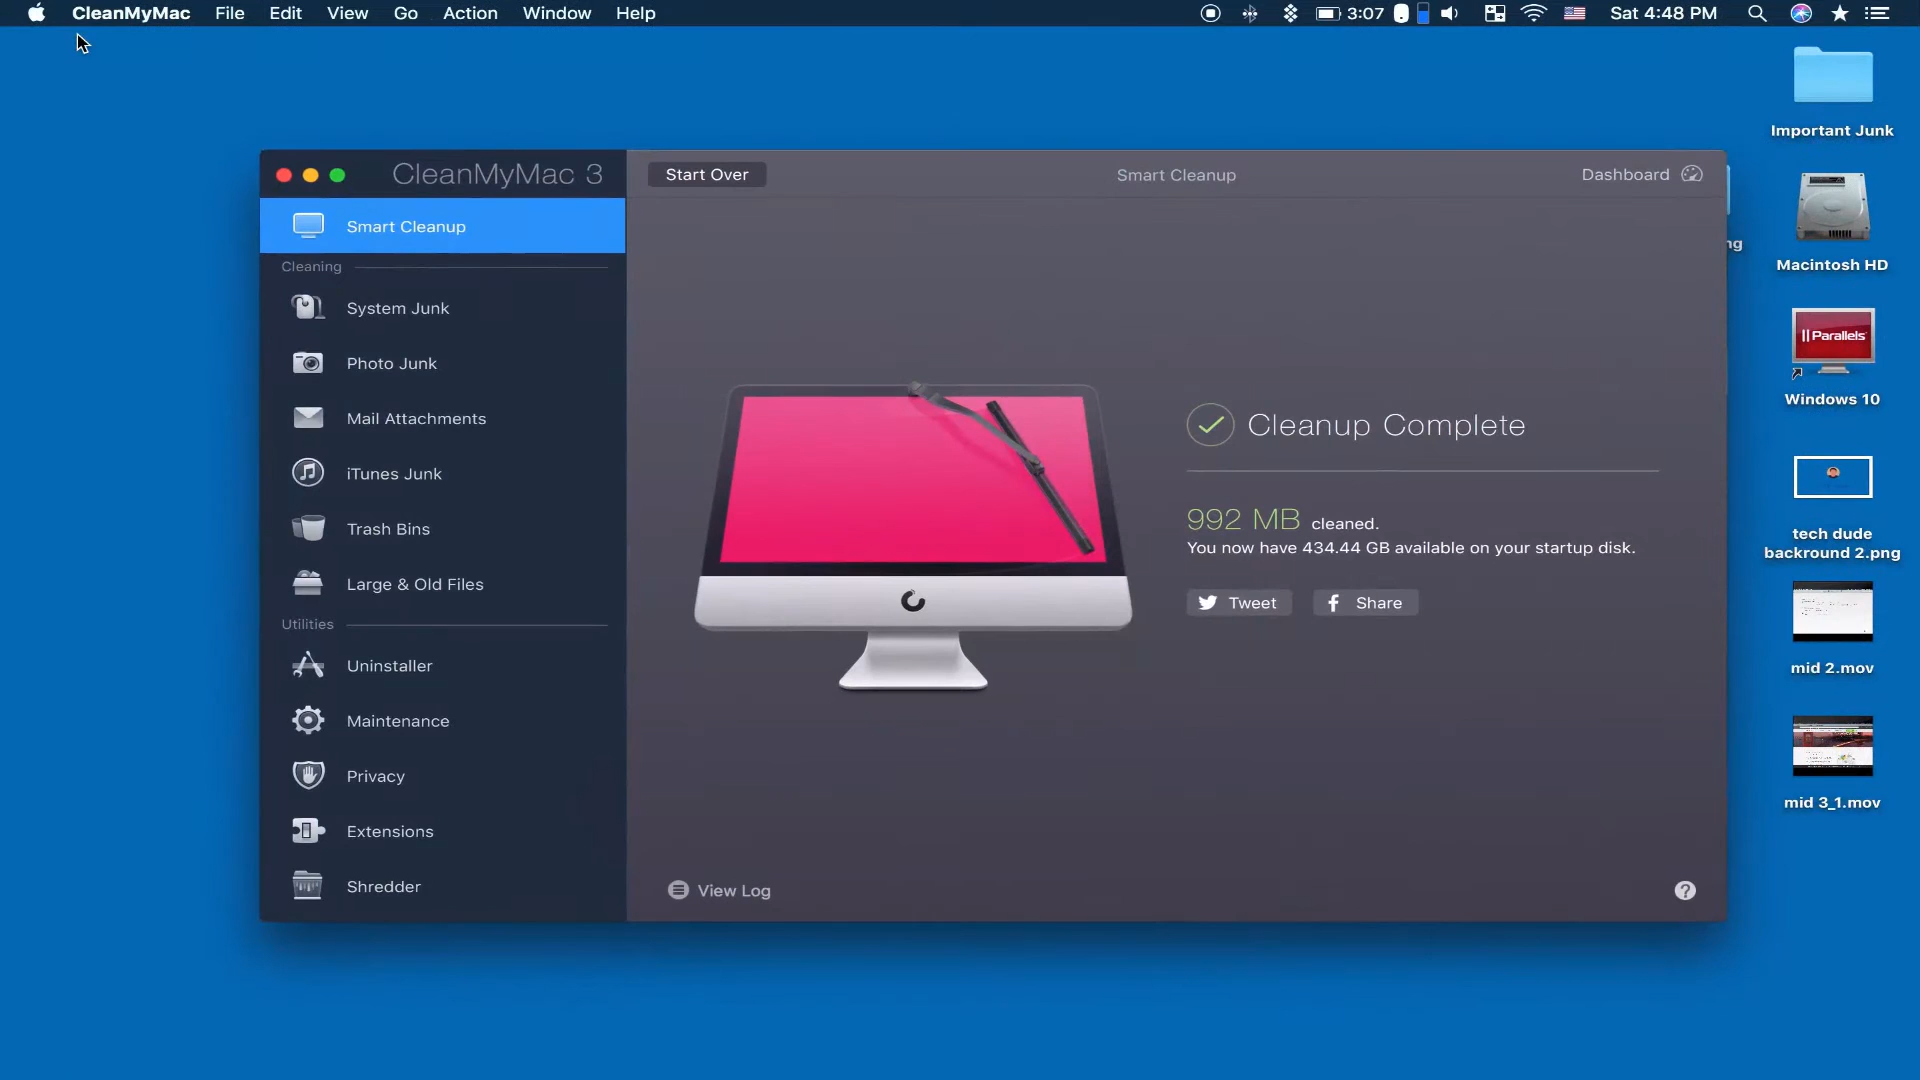 CleanMyMac File Edit View Go Action Window Help 3:07 Sat 4:48 PM
Important Junk
Macintosh HD
ng
|| Parallels
Windows 10
tech dude
backround 2.png
mid 2.mov
mid 3_1.mov
CleanMyMac 3
Start Over
Smart Cleanup
Dashboard
Smart Cleanup
Cleaning
System Junk
Photo Junk
Mail Attachments
iTunes Junk
Trash Bins
Large & Old Files
Utilities
Uninstaller
Maintenance
Privacy
Extensions
Shredder
Cleanup Complete
992 MB cleaned.
You now have 434.44 GB available on your startup disk.
Tweet
Share
View Log
?